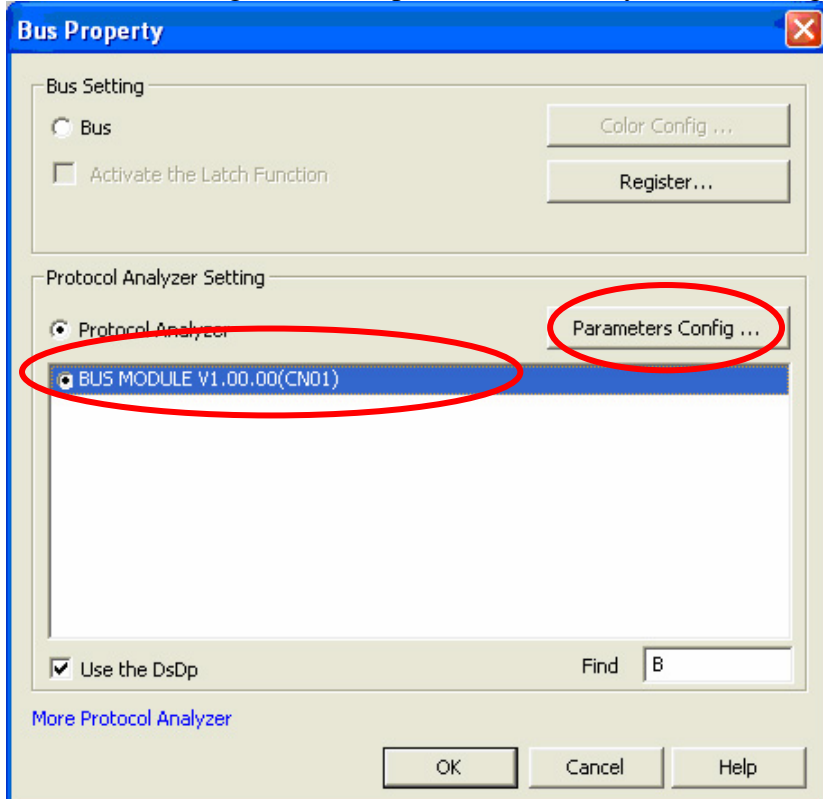 Bus Property
Bus Setting
Bus
Color Config ...
Activate the Latch Function
Register...
Protocol Analyzer Setting
Protocol Analyzer
Parameters Config ...
BUS MODULE V1.00.00(CN01)
Use the DsDp
Find
B
More Protocol Analyzer
OK
Cancel
Help